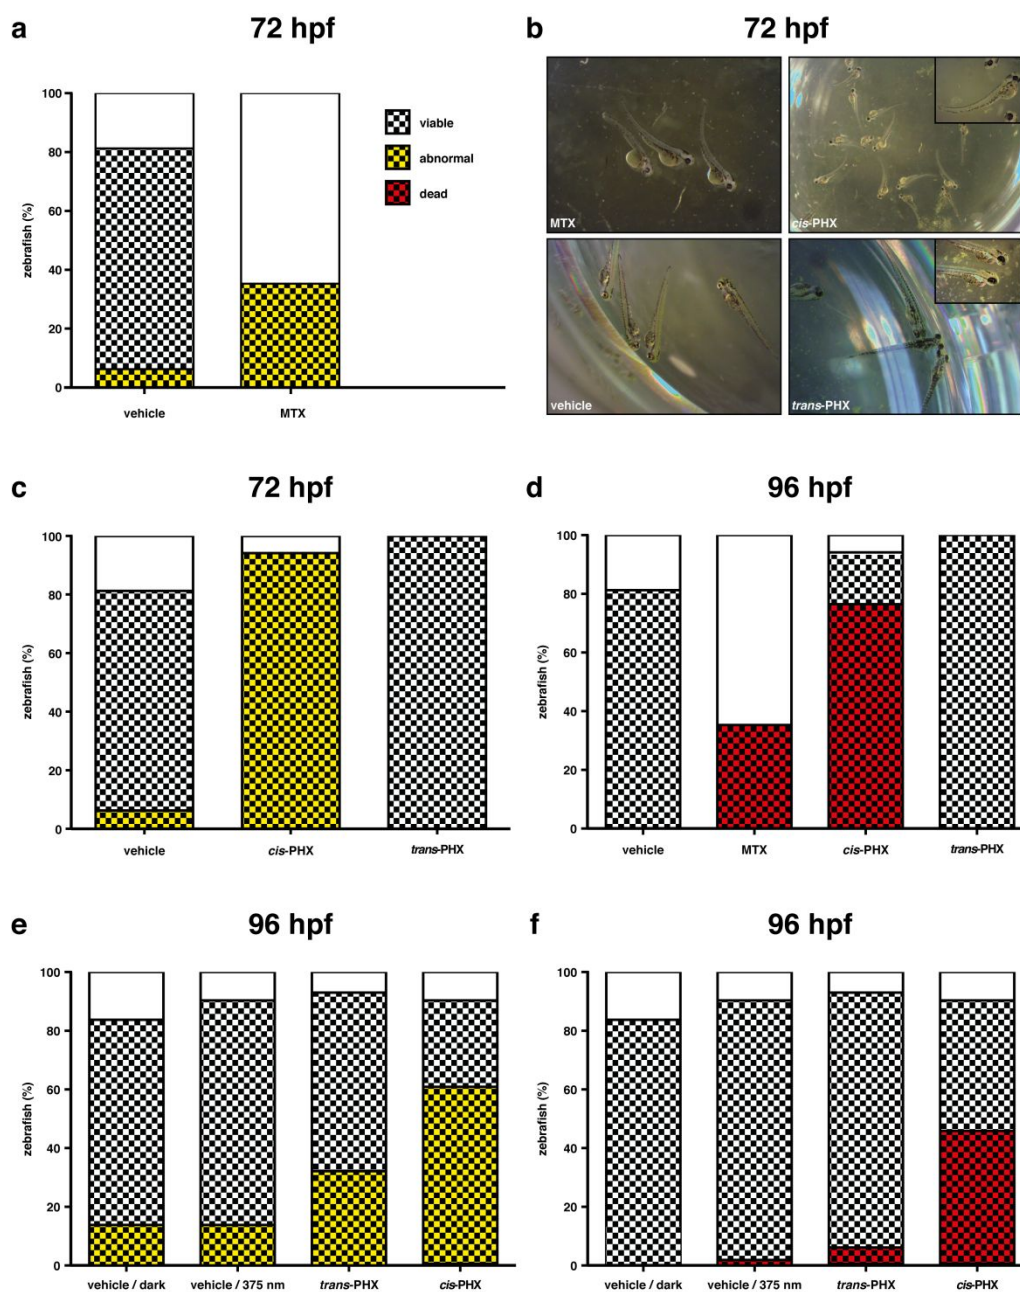 a
72 hpf
100
80
60
40
20
0
zebrafish (%)
vehicle
MTX
viable
abnormal
dead
b
72 hpf
MTX
cis-PHX
vehicle
trans-PHX
c
72 hpf
100
80
60
40
20
0
zebrafish (%)
vehicle
cis-PHX
trans-PHX
d
96 hpf
100
80
60
40
20
0
zebrafish (%)
vehicle
MTX
cis-PHX
trans-PHX
e
96 hpf
100
80
60
40
20
0
zebrafish (%)
vehicle / dark
vehicle / 375 nm
trans-PHX
cis-PHX
f
96 hpf
100
80
60
40
20
0
zebrafish (%)
vehicle / dark
vehicle / 375 nm
trans-PHX
cis-PHX